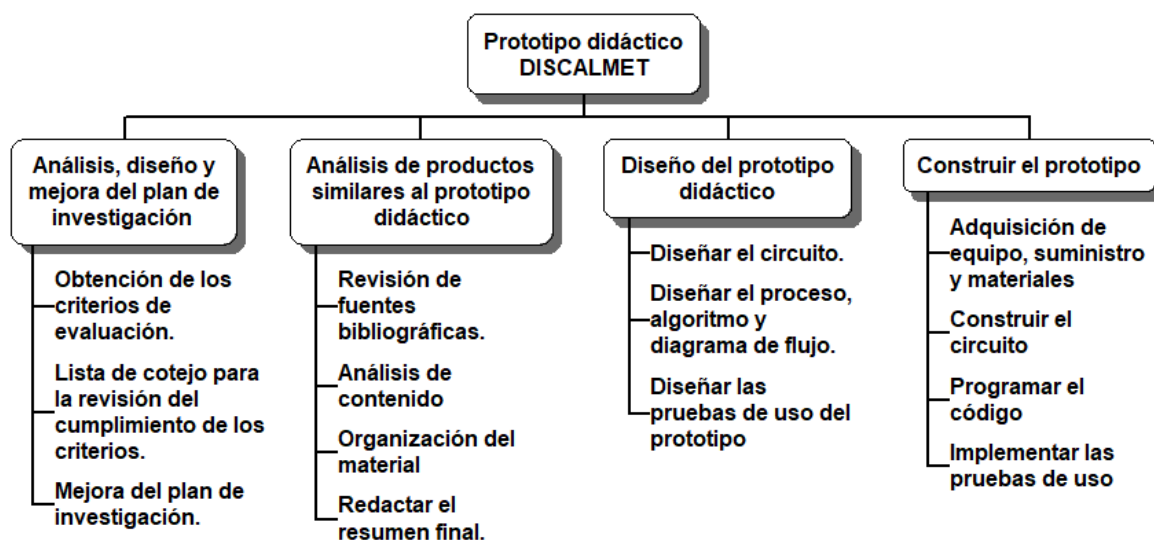 Prototipo didáctico
DISCALMET
Análisis, diseño y
mejora del plan de
investigación
Obtención de los
criterios de
evaluación.
Lista de cotejo para
la revisión del
cumplimiento de los
criterios.
Mejora del plan de
investigación.
Análisis de productos
similares al prototipo
didáctico
Revisión de
fuentes
bibliográficas.
Análisis de
contenido
Organización del
material
Redactar el
resumen final.
Diseño del prototipo
didáctico
Diseñar el circuito.
Diseñar el proceso,
algoritmo y
diagrama de flujo.
Diseñar las
pruebas de uso del
prototipo
Construir el prototipo
Adquisición de
equipo, suministro
y materiales
Construir el
circuito
Programar el
código
Implementar las
pruebas de uso